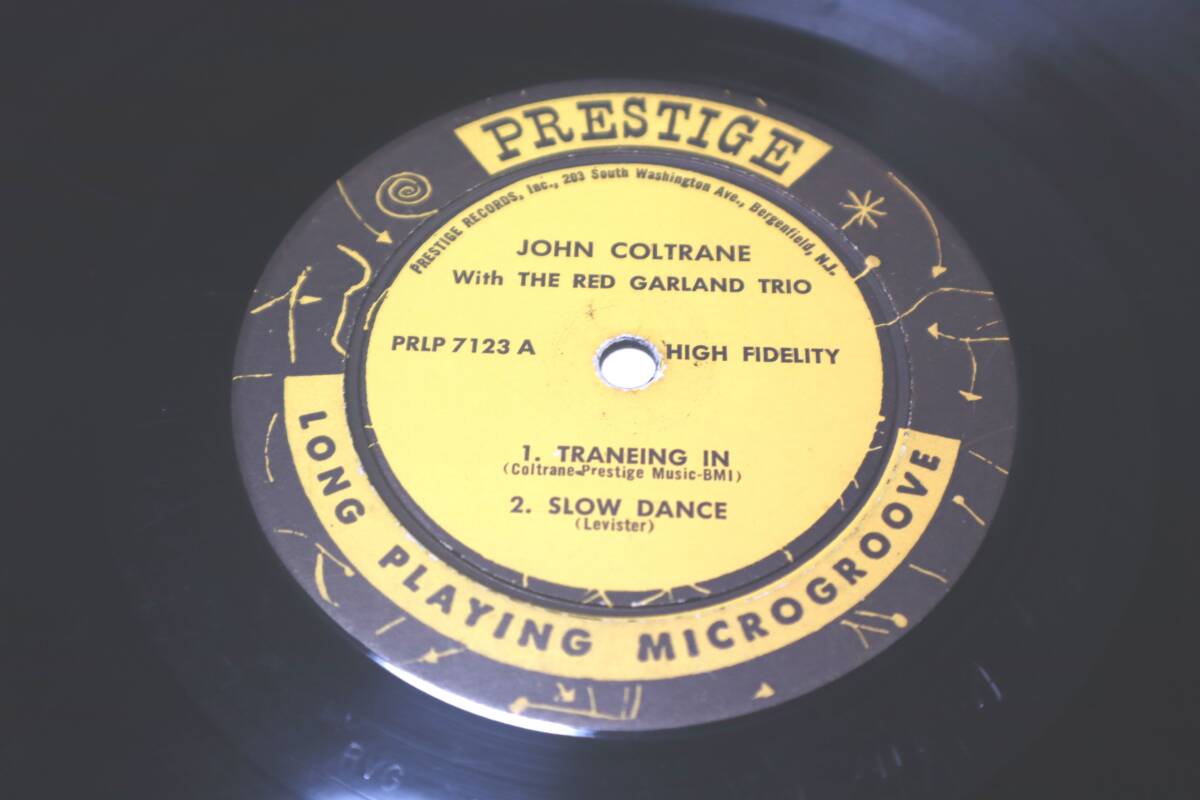 PRESTIGE
PRESTIGE RECORDS, Inc., 203 South Washington Ave., Bergenfield, N.J.
JOHN COLTRANE
With THE RED GARLAND TRIO
PRLP 7123 A HIGH FIDELITY
1. TRANEING IN
(Coltrane-Prestige Music-BMI)
2. SLOW DANCE
(Levister)
LONG PLAYING MICROGROOVE
RVG